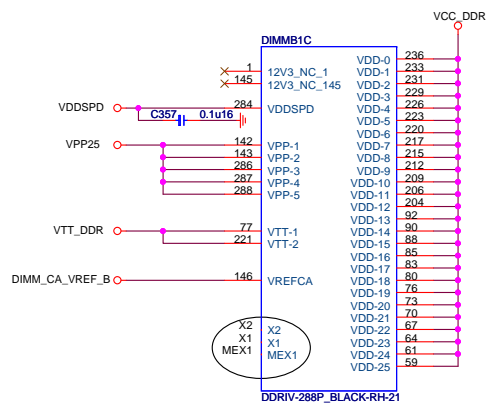 VCC_DDR
DIMMB1C
1 12V3_NC_1
145 12V3_NC_145
VDDSPD 284 VDDSPD
C357 0.1u16
VPP25 142 VPP-1
143 VPP-2
286 VPP-3
287 VPP-4
288 VPP-5
VTT_DDR 77 VTT-1
221 VTT-2
DIMM_CA_VREF_B 146 VREFCA
X2 X2
X1 X1
MEX1 MEX1
VDD-0 236
VDD-1 233
VDD-2 231
VDD-3 229
VDD-4 226
VDD-5 223
VDD-6 220
VDD-7 217
VDD-8 215
VDD-9 212
VDD-10 209
VDD-11 206
VDD-12 204
VDD-13 92
VDD-14 90
VDD-15 88
VDD-16 85
VDD-17 83
VDD-18 80
VDD-19 76
VDD-20 73
VDD-21 70
VDD-22 67
VDD-23 64
VDD-24 61
VDD-25 59
DDRIV-288P_BLACK-RH-21